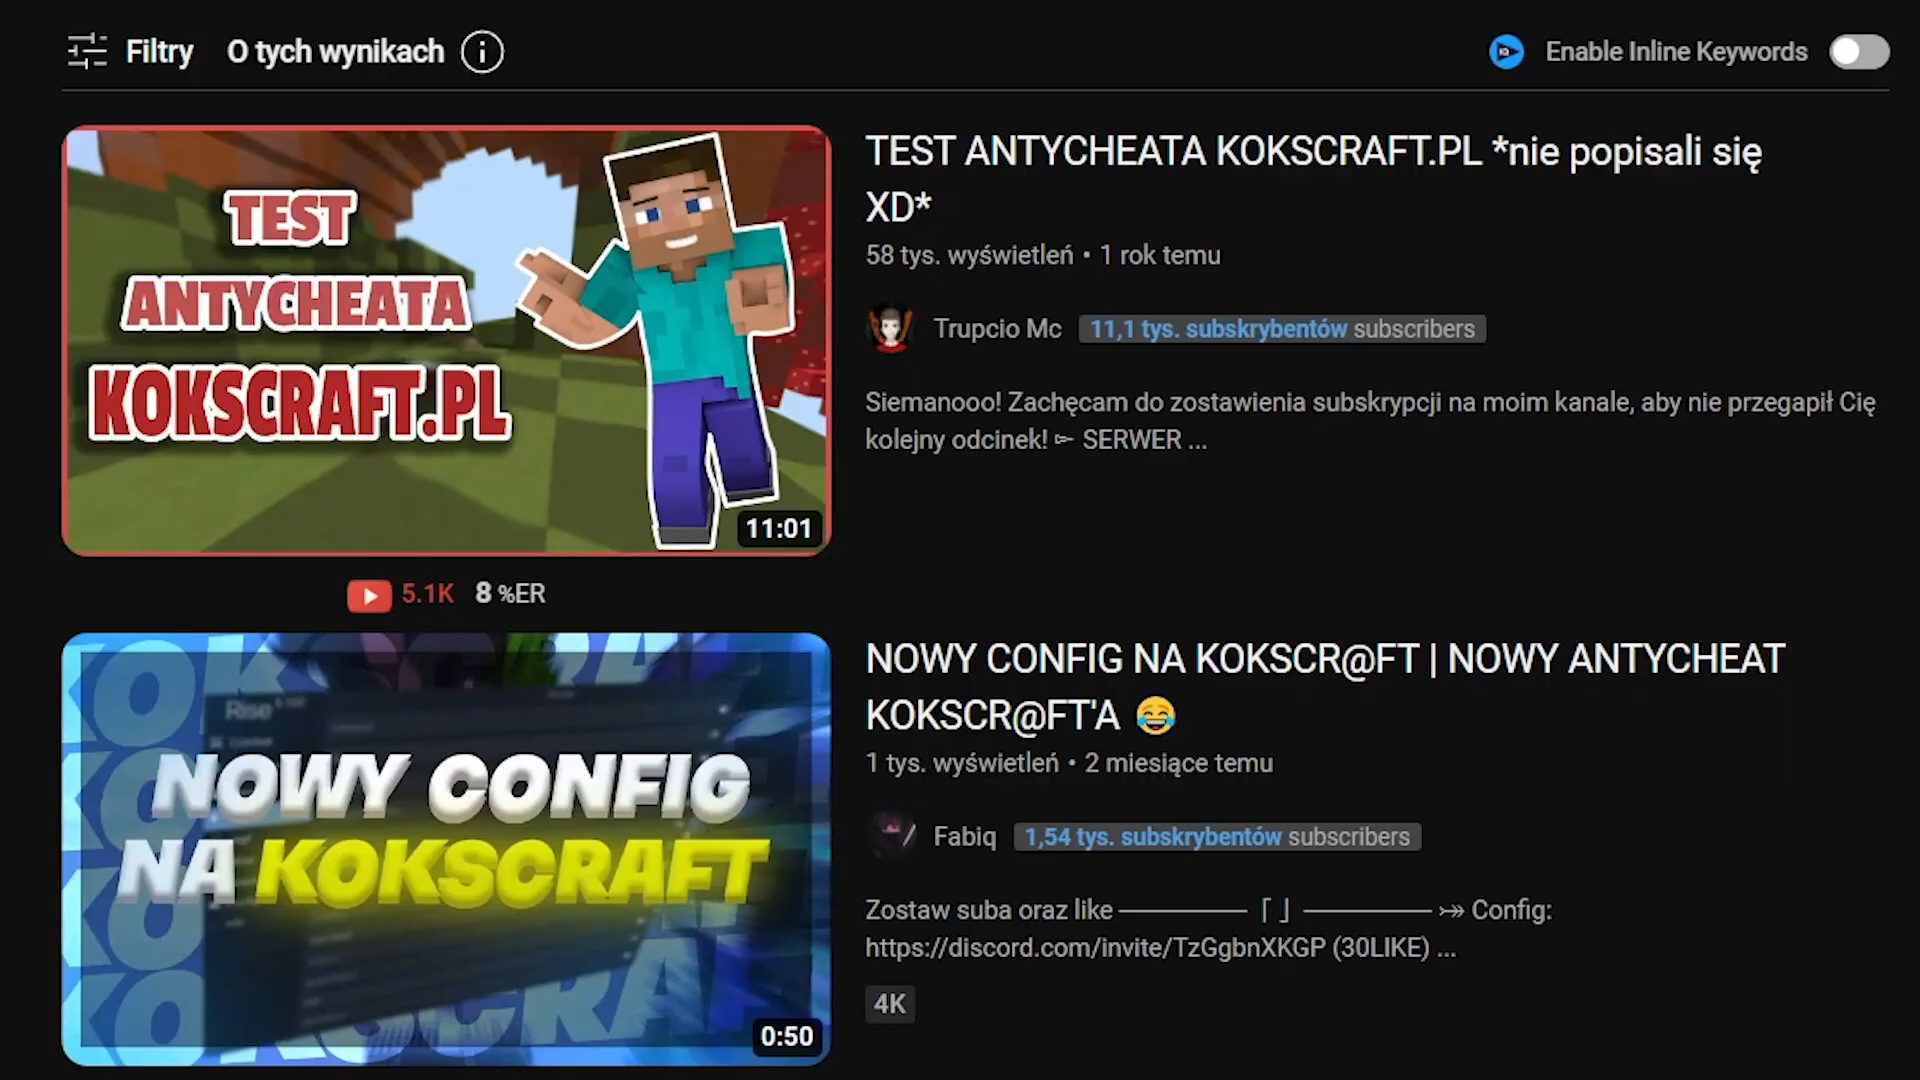 Filtry O tych wynikach Enable Inline Keywords
TEST
ANTYCHEATA
KOKSCRAFT.PL
11:01
TEST ANTYCHEATA KOKSCRAFT.PL *nie popisali się
XD*
58 tys. wyświetleń • 1 rok temu
Trupcio Mc 11,1 tys. subskrybentów subscribers
Siemanooo! Zachęcam do zostawienia subskrypcji na moim kanale, aby nie przegapił Cię
kolejny odcinek! ➳ SERWER ...
5.1K 8 %ER
Rise
NOWY CONFIG
NA KOKSCRAFT
0:50
NOWY CONFIG NA KOKSCR@FT | NOWY ANTYCHEAT
KOKSCR@FT'A 😂
1 tys. wyświetleń • 2 miesiące temu
Fabiq 1,54 tys. subskrybentów subscribers
Zostaw suba oraz like ————— ⎡ ⎦ ————— ➳ Config:
https://discord.com/invite/TzGgbnXKGP (30LIKE) ...
4K